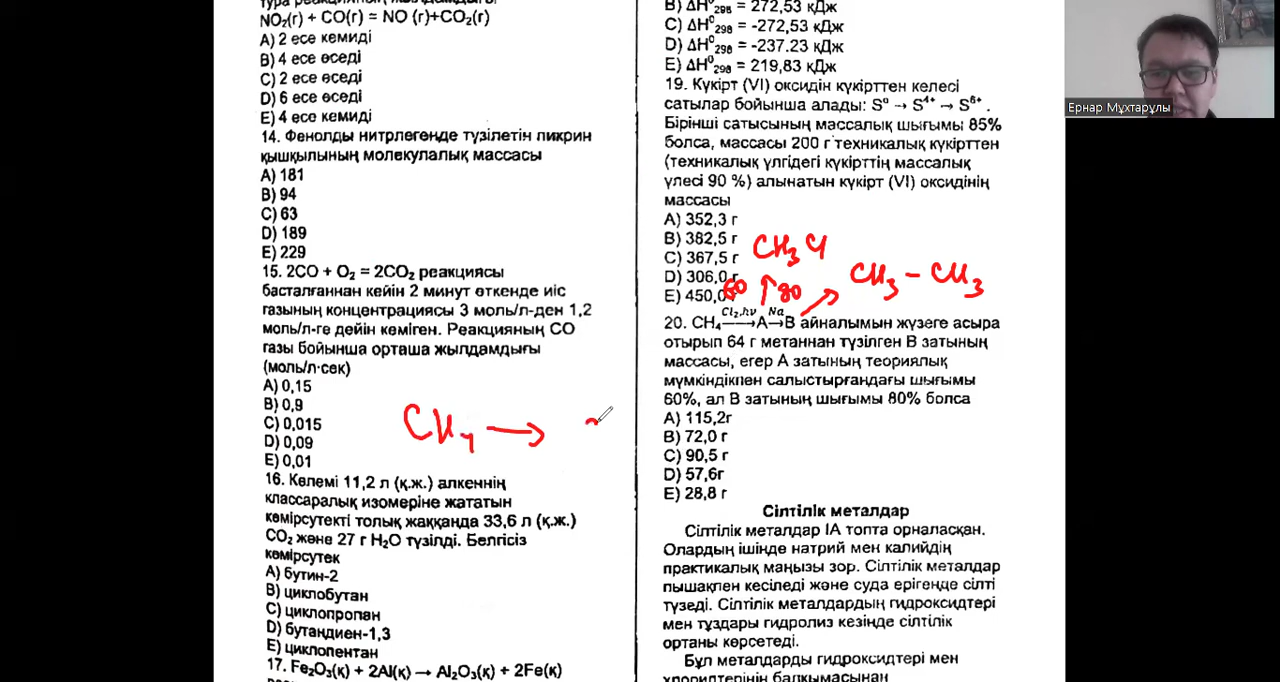 NO₂(г) + CO(г) = NO (г)+CO₂(г)
A) 2 есе кемиді
B) 4 есе өседі
C) 2 есе өседі
D) 6 есе өседі
E) 4 есе кемиді
14. Фенолды нитрлегенде түзілетін пикрин
қышқылының молекулалық массасы
A) 181
B) 94
C) 63
D) 189
E) 229
15. 2CO + O₂ = 2CO₂ реакциясы
басталғаннан кейін 2 минут өткенде иіс
газының концентрациясы 3 моль/л-ден 1,2
моль/л-ге дейін кеміген. Реакцияның CO
газы бойынша орташа жылдамдығы
(моль/л·сек)
A) 0,15
B) 0,9
C) 0,015
D) 0,09
E) 0,01
CH₄ →
16. Көлемі 11,2 л (қ.ж.) алкеннің
классаралық изомеріне жататын
көмірсутекті толық жаққанда 33,6 л (қ.ж.)
CO₂ және 27 г H₂O түзілді. Белгісіз
көмірсутек
A) бутин-2
B) циклобутан
C) циклопропан
D) бутандиен-1,3
E) циклопентан
17. Fe₂O₃(қ) + 2Al(қ) → Al₂O₃(қ) + 2Fe(қ)
B) ΔH⁰₂₉₈ = 272,53 кДж
C) ΔH⁰₂₉₈ = -272,53 кДж
D) ΔH⁰₂₉₈ = -237.23 кДж
E) ΔH⁰₂₉₈ = 219,83 кДж
19. Күкірт (VI) оксидін күкірттен келесі
сатылар бойынша алады: S⁰ → S⁴⁺ → S⁶⁺ .
Бірінші сатысының массалық шығымы 85%
болса, массасы 200 г техникалық күкірттен
(техникалық үлгідегі күкірттің массалық
үлесі 90 %) алынатын күкірт (VI) оксидінің
массасы
A) 352,3 г
B) 382,5 г
C) 367,5 г
D) 306,0 г
E) 450,0
CH₃Cl
60 ↑ 80
CH₃ – CH₃
Cl₂,hν Na
20. CH₄ → A → B айналымын жүзеге асыра
отырып 64 г метаннан түзілген B затының
массасы, егер A затының теориялық
мүмкіндікпен салыстырғандағы шығымы
60%, ал B затының шығымы 80% болса
A) 115,2г
B) 72,0 г
C) 90,5 г
D) 57,6г
E) 28,8 г
Сілтілік металдар
Сілтілік металдар IA топта орналасқан.
Олардың ішінде натрий мен калийдің
практикалық маңызы зор. Сілтілік металдар
пышақпен кесіледі және суда ерігенде сілті
түзеді. Сілтілік металдардың гидроксидтері
мен тұздары гидролиз кезінде сілтілік
ортаны көрсетеді.
Бұл металдарды гидроксидтері мен
хлоридтерінің балқымасынан
Ернар Мұхтарұлы